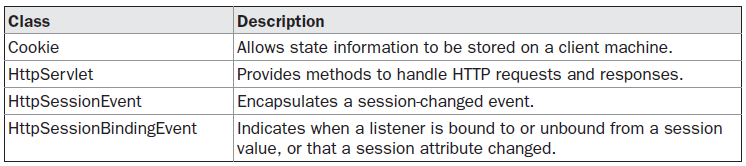 Class Description
Cookie Allows state information to be stored on a client machine.
HttpServlet Provides methods to handle HTTP requests and responses.
HttpSessionEvent Encapsulates a session-changed event.
HttpSessionBindingEvent Indicates when a listener is bound to or unbound from a session
value, or that a session attribute changed.